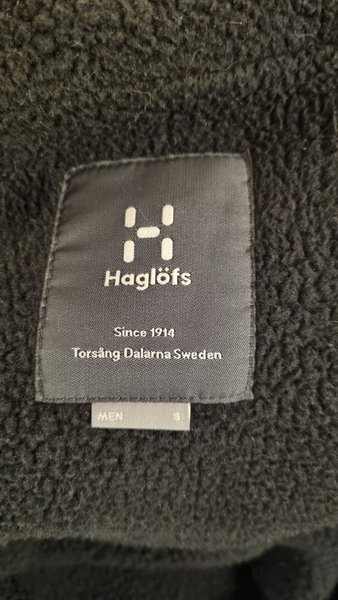 Haglöfs
Since 1914
Torsång Dalarna Sweden
MEN S